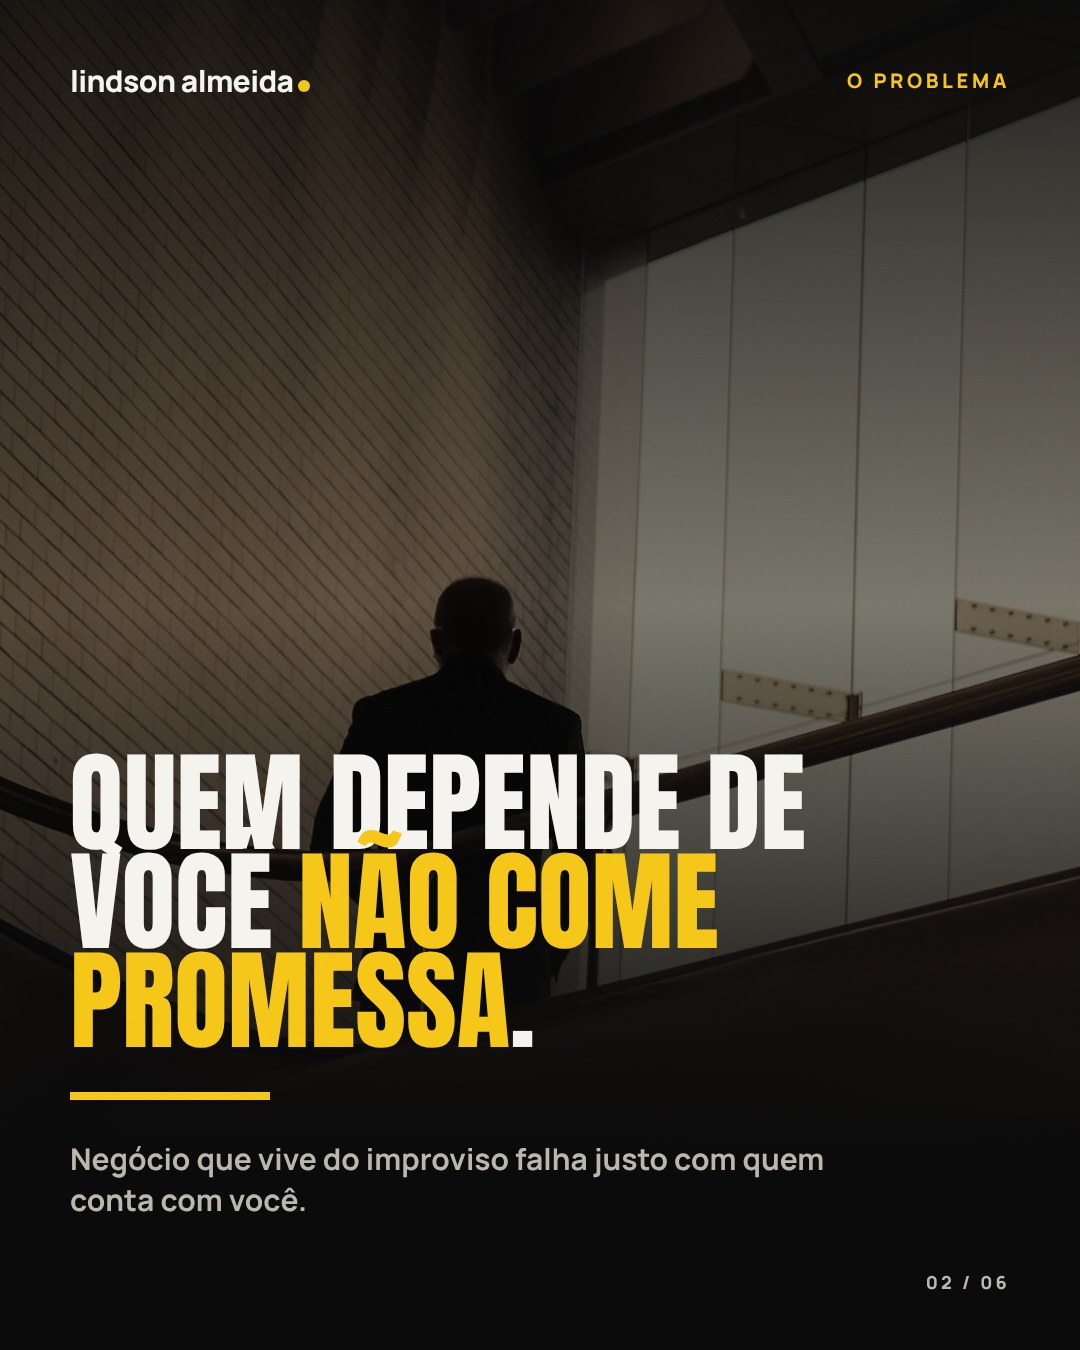 lindson almeida.
O PROBLEMA
QUEM DEPENDE DE
VOCÊ NÃO COME
PROMESSA.
Negócio que vive do improviso falha justo com quem
conta com você.
02 / 06